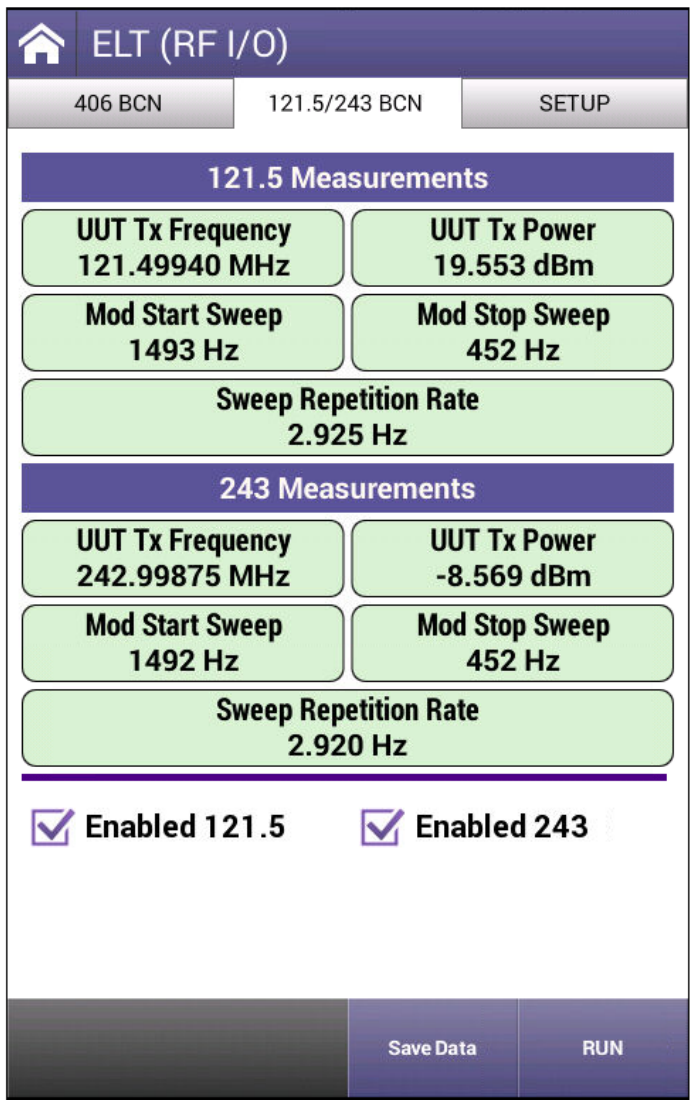 ELT (RF I/O)
406 BCN
121.5/243 BCN
SETUP
121.5 Measurements
UUT Tx Frequency
121.49940 MHz
UUT Tx Power
19.553 dBm
Mod Start Sweep
1493 Hz
Mod Stop Sweep
452 Hz
Sweep Repetition Rate
2.925 Hz
243 Measurements
UUT Tx Frequency
242.99875 MHz
UUT Tx Power
-8.569 dBm
Mod Start Sweep
1492 Hz
Mod Stop Sweep
452 Hz
Sweep Repetition Rate
2.920 Hz
Enabled 121.5
Enabled 243
Save Data
RUN